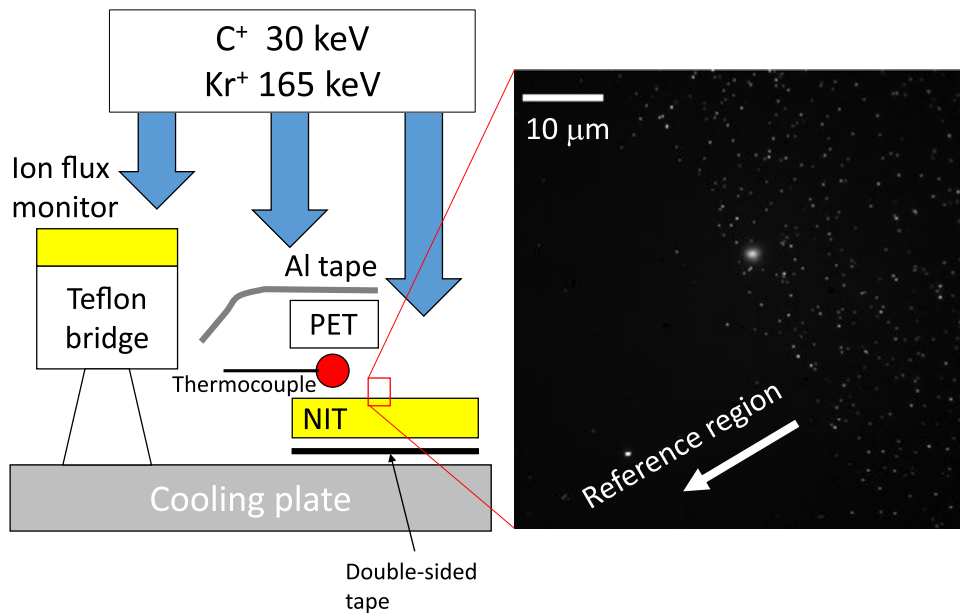 C⁺ 30 keV
Kr⁺ 165 keV
Ion flux
monitor
Teflon
bridge
Al tape
PET
Thermocouple
NIT
Cooling plate
Double-sided
tape
10 μm
Reference region